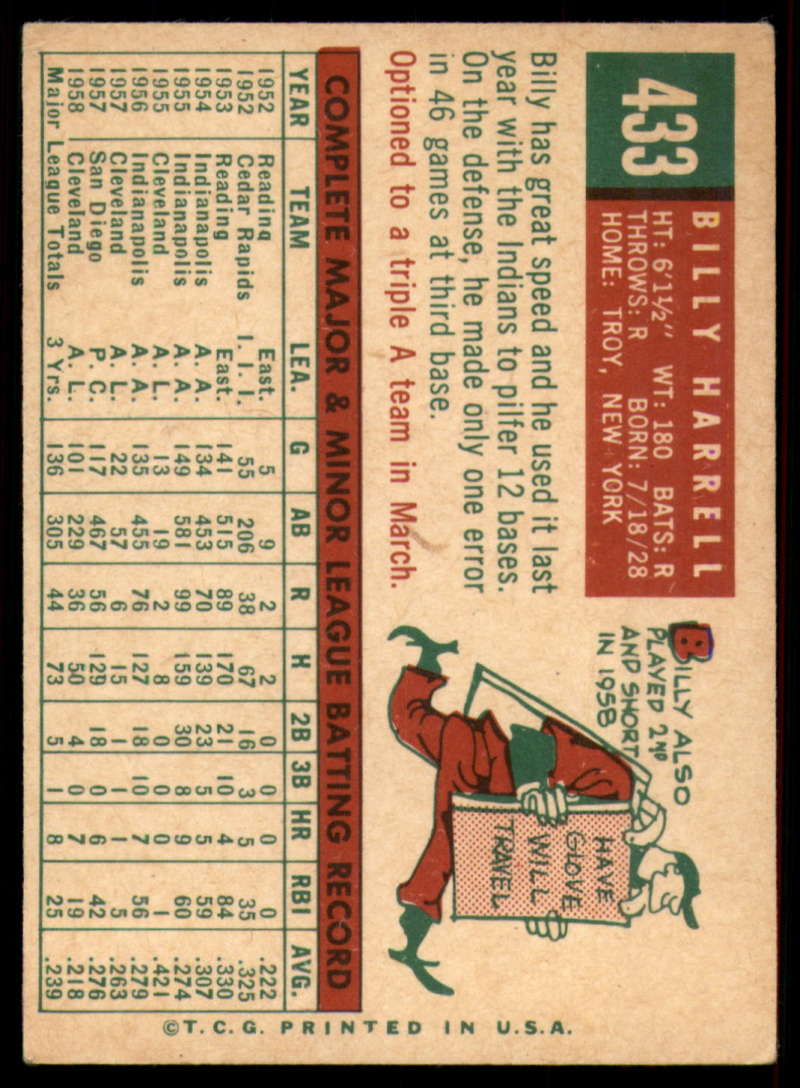 433
BILLY HARRELL
HT: 6'1½" WT: 180 BATS: R
THROWS: R BORN: 7/18/28
HOME: TROY, NEW YORK
Billy has great speed and he used it last
year with the Indians to pilfer 12 bases.
On the defense, he made only one error
in 46 games at third base.
Optioned to a triple A team in March.
BILLY ALSO
PLAYED 2ND
AND SHORT
IN 1958
HAVE
GLOVE
WILL
TRAVEL
COMPLETE MAJOR & MINOR LEAGUE BATTING RECORD
YEAR TEAM LEA. G AB R H 2B 3B HR RBI AVG.
1952 Reading East. 5 9 2 2 0 0 0 0 .222
1952 Cedar Rapids I. I. I. 55 206 38 67 16 3 5 35 .325
1953 Reading East. 141 515 89 170 21 10 4 84 .330
1954 Indianapolis A. A. 134 453 70 139 23 5 5 59 .307
1955 Indianapolis A. A. 149 581 99 159 30 8 9 60 .274
1955 Cleveland A. L. 13 19 2 8 0 0 0 1 .421
1956 Indianapolis A. A. 135 455 76 127 18 10 7 56 .279
1957 Cleveland A. L. 22 57 6 15 1 1 1 5 .263
1957 San Diego P. C. 117 467 56 129 18 0 6 42 .276
1958 Cleveland A. L. 101 229 36 50 4 0 7 19 .218
Major League Totals 3 Yrs. 136 305 44 73 5 1 8 25 .239
©T.C.G. PRINTED IN U.S.A.